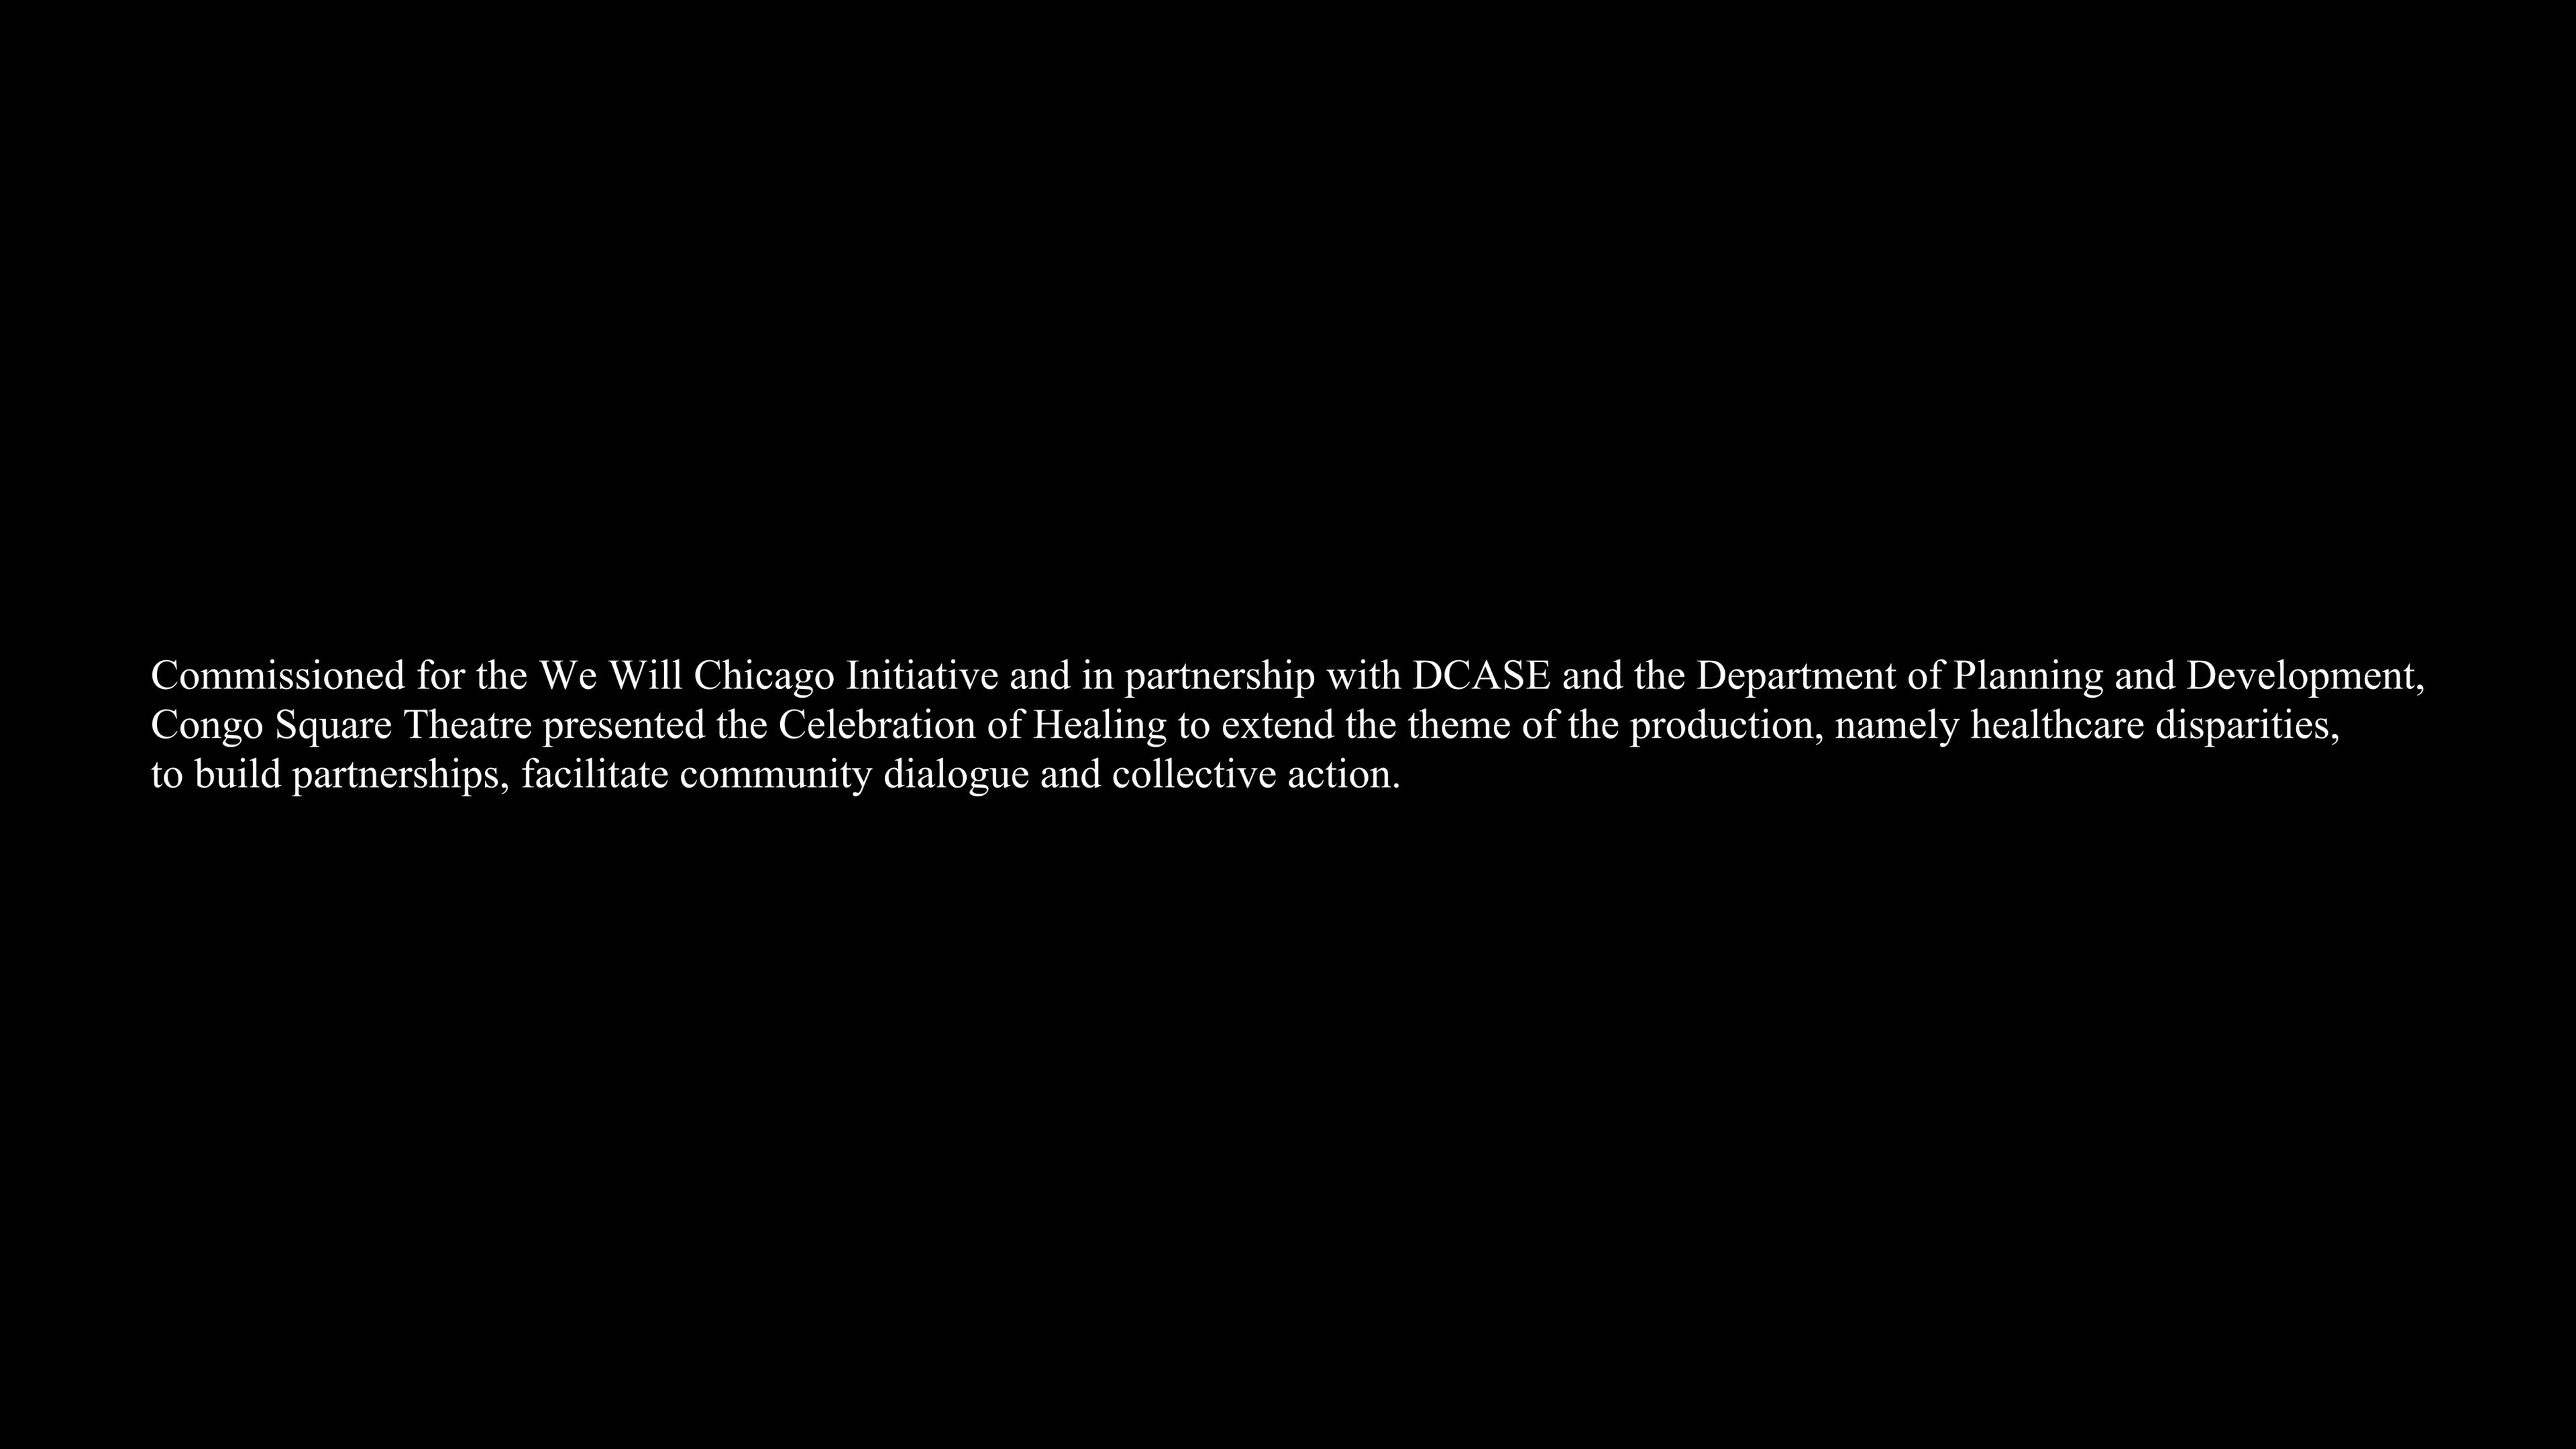 Commissioned for the We Will Chicago Initiative and in partnership with DCASE and the Department of Planning and Development,
Congo Square Theatre presented the Celebration of Healing to extend the theme of the production, namely healthcare disparities,
to build partnerships, facilitate community dialogue and collective action.